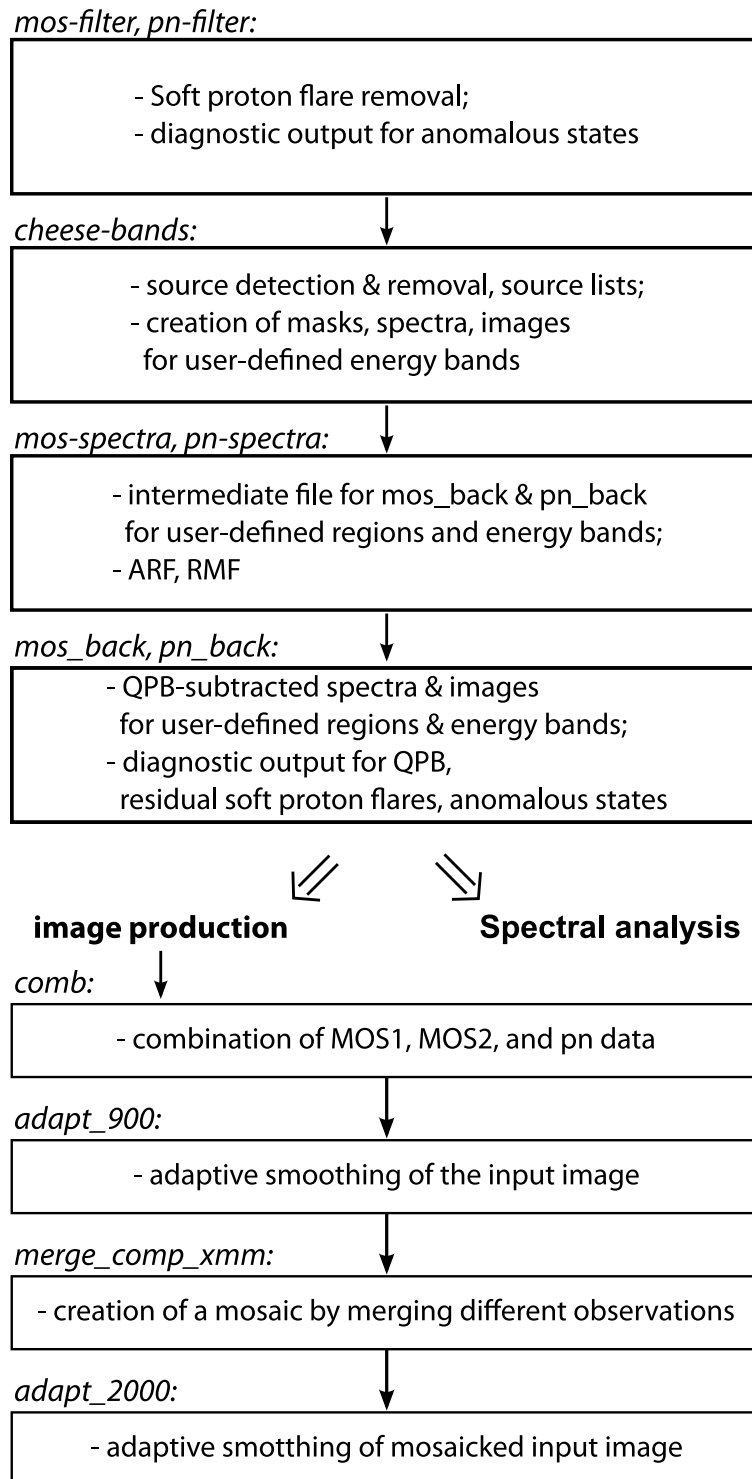 mos-filter, pn-filter:
- Soft proton flare removal;
- diagnostic output for anomalous states
cheese-bands:
- source detection & removal, source lists;
- creation of masks, spectra, images
for user-defined energy bands
mos-spectra, pn-spectra:
- intermediate file for mos_back & pn_back
for user-defined regions and energy bands;
- ARF, RMF
mos_back, pn_back:
- QPB-subtracted spectra & images
for user-defined regions & energy bands;
- diagnostic output for QPB,
residual soft proton flares, anomalous states
image production
Spectral analysis
comb:
- combination of MOS1, MOS2, and pn data
adapt_900:
- adaptive smoothing of the input image
merge_comp_xmm:
- creation of a mosaic by merging different observations
adapt_2000:
- adaptive smotthing of mosaicked input image